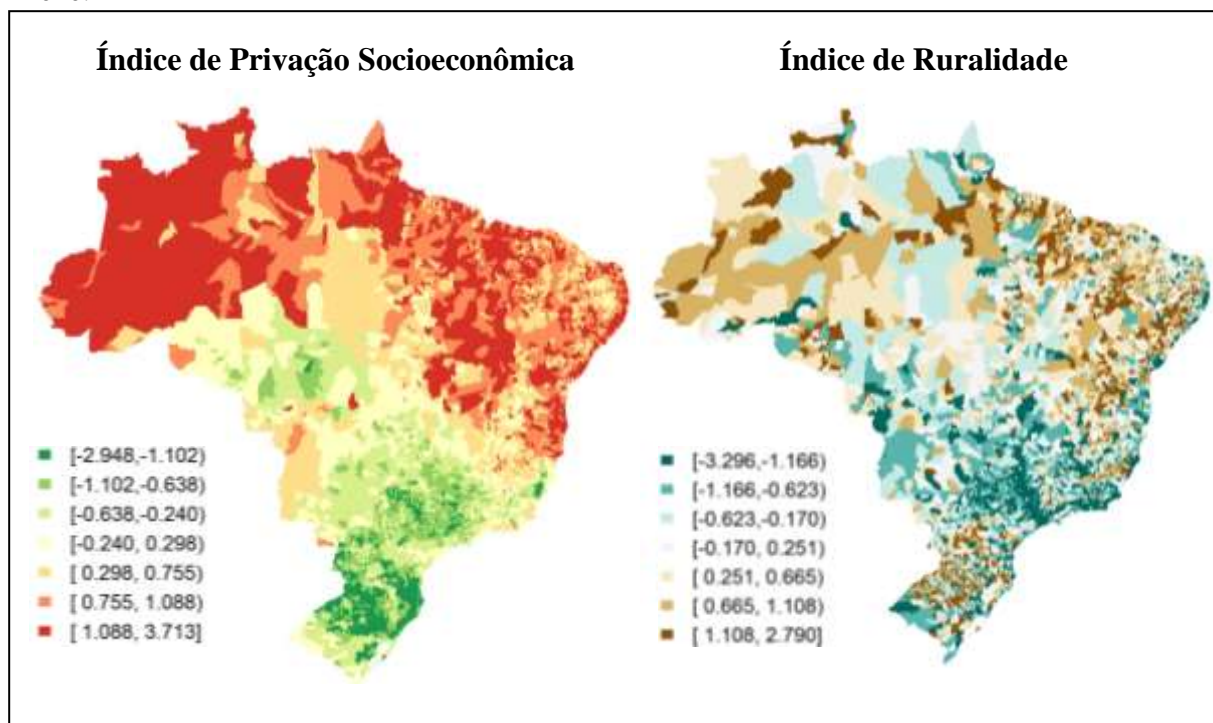 Índice de Privação Socioeconômica
Índice de Ruralidade
[-2.948,-1.102)
[-1.102,-0.638)
[-0.638,-0.240)
[-0.240, 0.298)
[ 0.298, 0.755)
[ 0.755, 1.088)
[ 1.088, 3.713]
[-3.296,-1.166)
[-1.166,-0.623)
[-0.623,-0.170)
[-0.170, 0.251)
[ 0.251, 0.665)
[ 0.665, 1.108)
[ 1.108, 2.790]